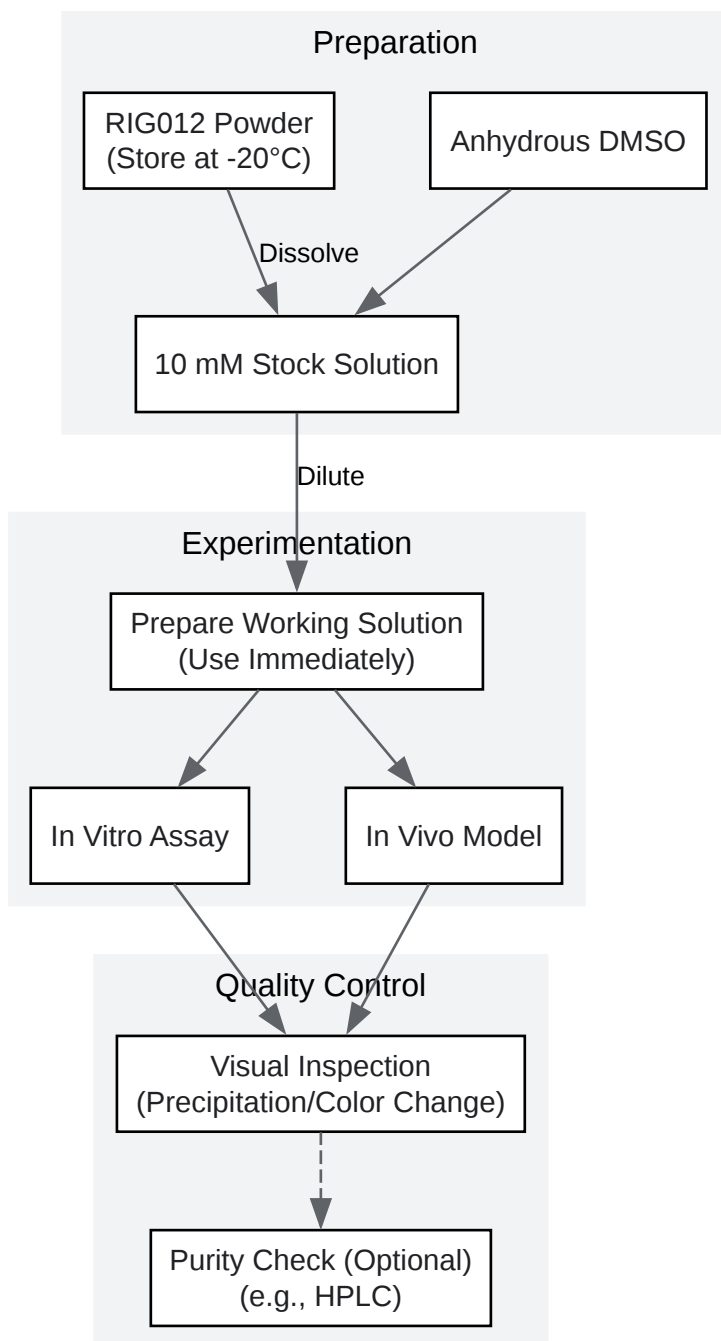 Preparation
RIG012 Powder
(Store at -20°C)
Anhydrous DMSO
Dissolve
10 mM Stock Solution
Dilute
Experimentation
Prepare Working Solution
(Use Immediately)
In Vitro Assay
In Vivo Model
Quality Control
Visual Inspection
(Precipitation/Color Change)
Purity Check (Optional)
(e.g., HPLC)